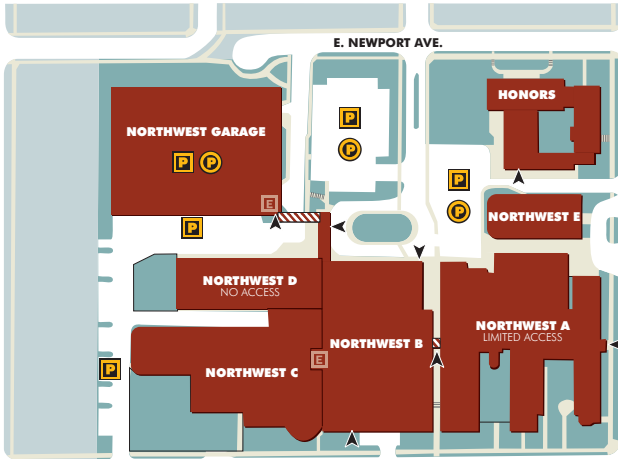 E. NEWPORT AVE.
HONORS
NORTHWEST GARAGE
P
P
P
P
P
P
E
P
NORTHWEST E
P
NORTHWEST D
NO ACCESS
NORTHWEST A
LIMITED ACCESS
NORTHWEST B
E
P
NORTHWEST C